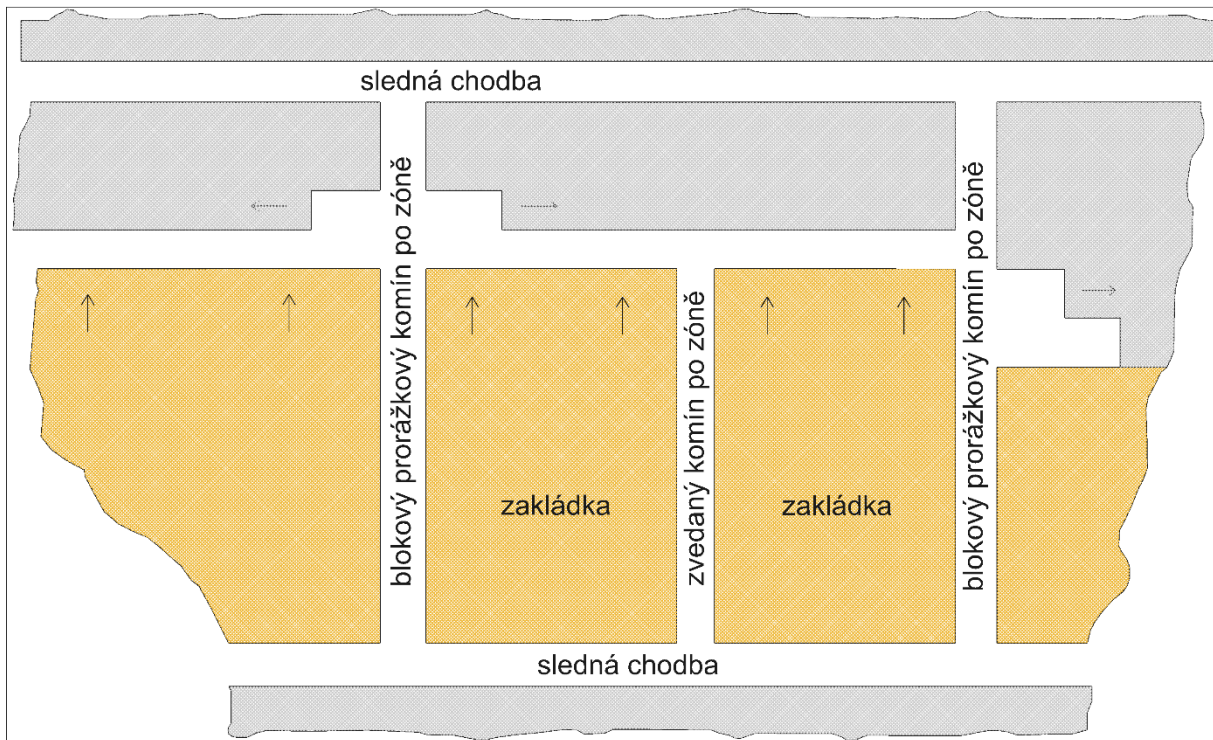 sledná chodba
blokový prorážkový komín po zóně
zakládka
zvedaný komín po zóně
zakládka
blokový prorážkový komín po zóně
sledná chodba